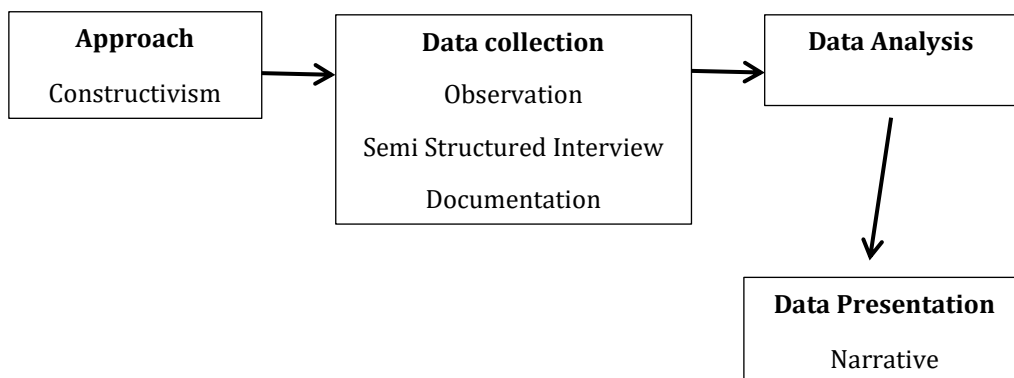 Approach
Constructivism
Data collection
Observation
Semi Structured Interview
Documentation
Data Analysis
Data Presentation
Narrative